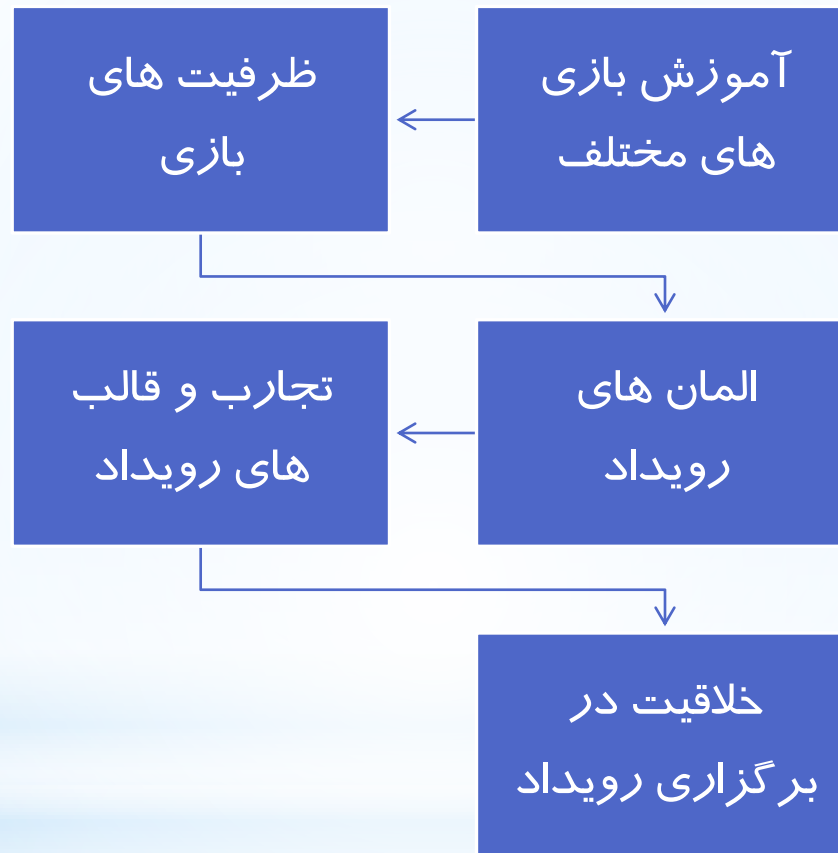 آموزش بازی
های مختلف
ظرفیت های
بازی
المان های
رویداد
تجارب و قالب
های رویداد
خلاقیت در
برگزاری رویداد